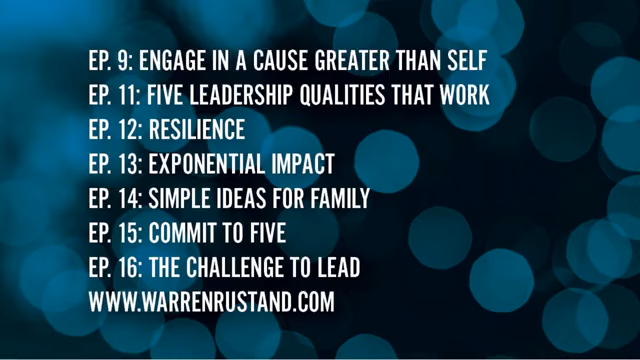 EP. 9: ENGAGE IN A CAUSE GREATER THAN SELF
EP. 11: FIVE LEADERSHIP QUALITIES THAT WORK
EP. 12: RESILIENCE
EP. 13: EXPONENTIAL IMPACT
EP. 14: SIMPLE IDEAS FOR FAMILY
EP. 15: COMMIT TO FIVE
EP. 16: THE CHALLENGE TO LEAD
WWW.WARRENRUSTAND.COM